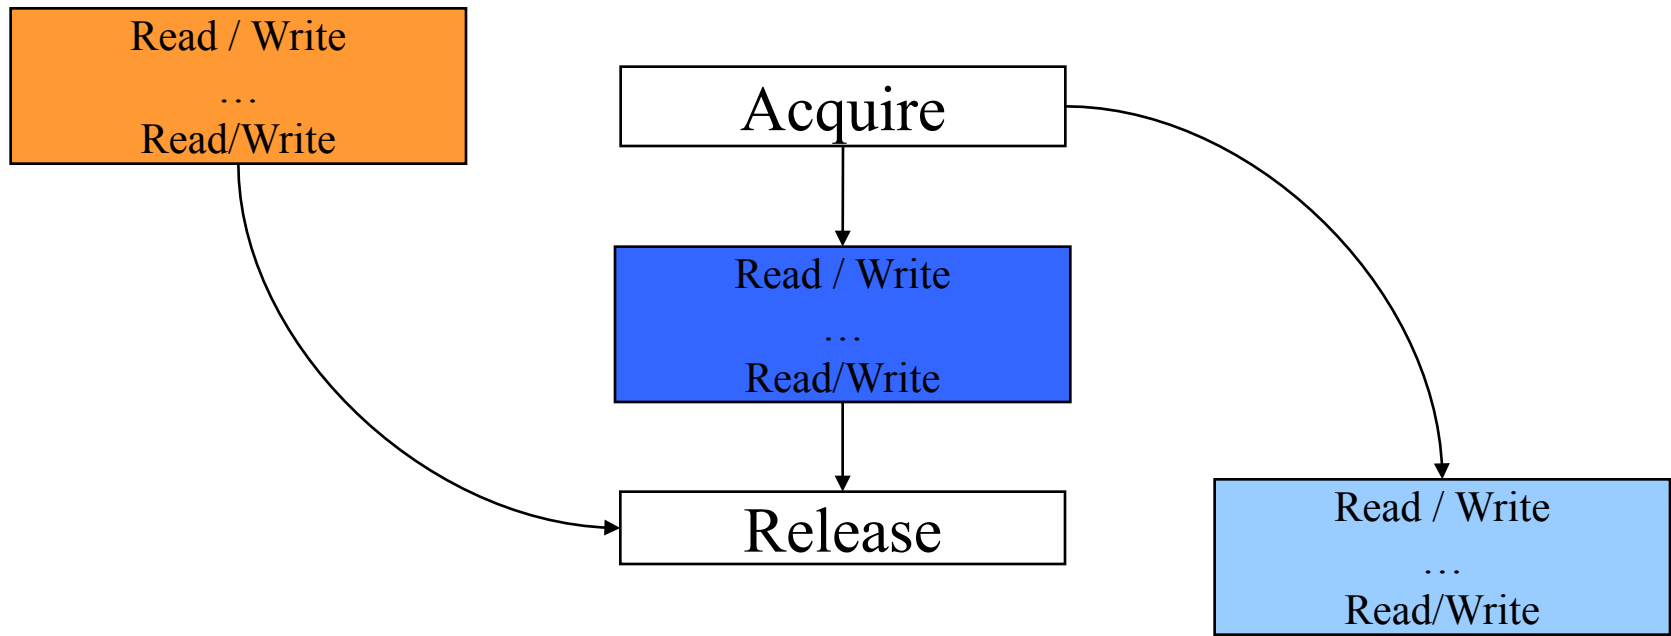 Read / Write
…
Read/Write
Acquire
Read / Write
…
Read/Write
Release
Read / Write
…
Read/Write